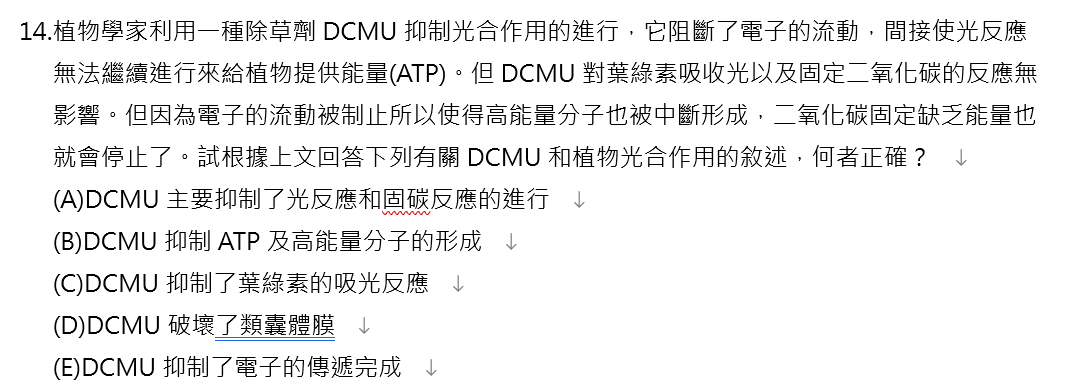 14.植物學家利用一種除草劑 DCMU 抑制光合作用的進行，它阻斷了電子的流動，間接使光反應
無法繼續進行來給植物提供能量(ATP)。但 DCMU 對葉綠素吸收光以及固定二氧化碳的反應無
影響。但因為電子的流動被制止所以使得高能量分子也被中斷形成，二氧化碳固定缺乏能量也
就會停止了。試根據上文回答下列有關 DCMU 和植物光合作用的敘述，何者正確？ ↓
(A)DCMU 主要抑制了光反應和固碳反應的進行 ↓
(B)DCMU 抑制 ATP 及高能量分子的形成 ↓
(C)DCMU 抑制了葉綠素的吸光反應 ↓
(D)DCMU 破壞了類囊體膜 ↓
(E)DCMU 抑制了電子的傳遞完成 ↓